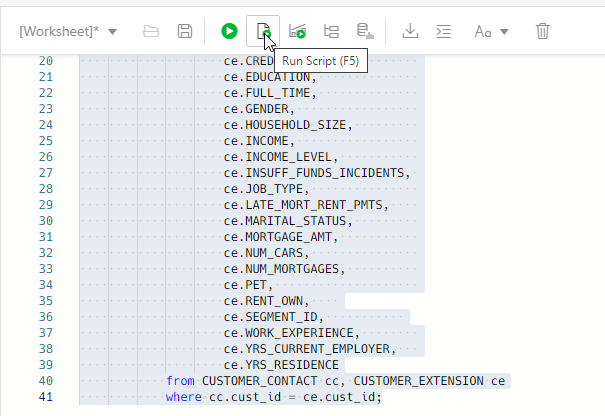 [Worksheet]*
Aa
Run Script (F5)
20 ce.CRED
21 ce.EDUCATION,
22 ce.FULL_TIME,
23 ce.GENDER,
24 ce.HOUSEHOLD_SIZE,
25 ce.INCOME,
26 ce.INCOME_LEVEL,
27 ce.INSUFF_FUNDS_INCIDENTS,
28 ce.JOB_TYPE,
29 ce.LATE_MORT_RENT_PMTS,
30 ce.MARITAL_STATUS,
31 ce.MORTGAGE_AMT,
32 ce.NUM_CARS,
33 ce.NUM_MORTGAGES,
34 ce.PET,
35 ce.RENT_OWN,
36 ce.SEGMENT_ID,
37 ce.WORK_EXPERIENCE,
38 ce.YRS_CURRENT_EMPLOYER,
39 ce.YRS_RESIDENCE
40 from CUSTOMER_CONTACT cc, CUSTOMER_EXTENSION ce
41 where cc.cust_id = ce.cust_id;